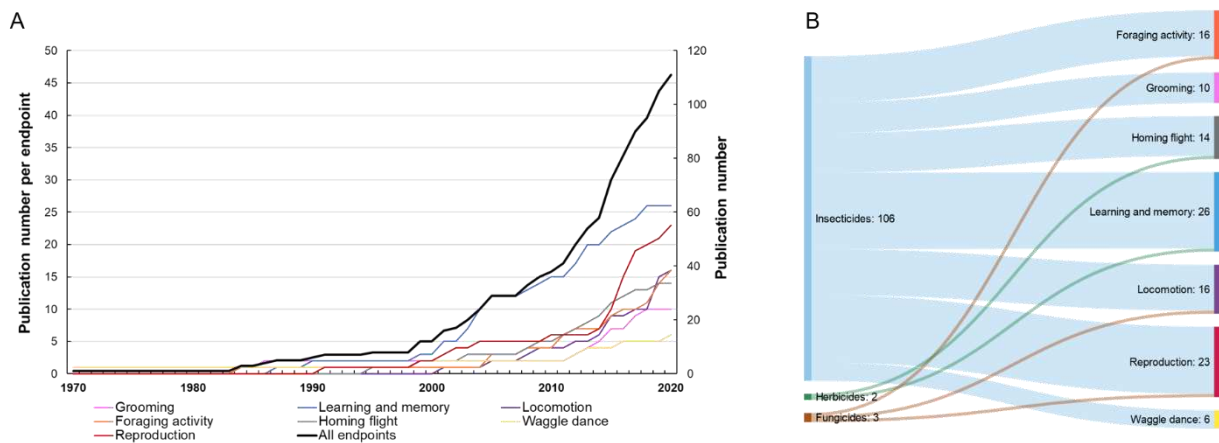 A
Publication number per endpoint
50
45
40
35
30
25
20
15
10
5
0
120
100
80
60
40
20
0
Publication number
1970 1980 1990 2000 2010 2020
Grooming Learning and memory Locomotion
Foraging activity Homing flight Waggle dance
Reproduction All endpoints
B
Insecticides: 106
Herbicides: 2
Fungicides: 3
Foraging activity: 16
Grooming: 10
Homing flight: 14
Learning and memory: 26
Locomotion: 16
Reproduction: 23
Waggle dance: 6